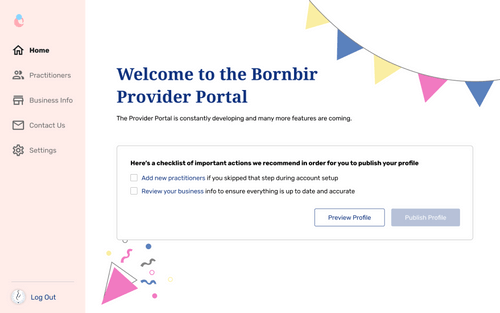 Home
Practitioners
Business Info
Contact Us
Settings
Log Out
Welcome to the Bornbir
Provider Portal
The Provider Portal is constantly developing and many more features are coming.
Here's a checklist of important actions we recommend in order for you to publish your profile
Add new practitioners if you skipped that step during account setup
Review your business info to ensure everything is up to date and accurate
Preview Profile
Publish Profile